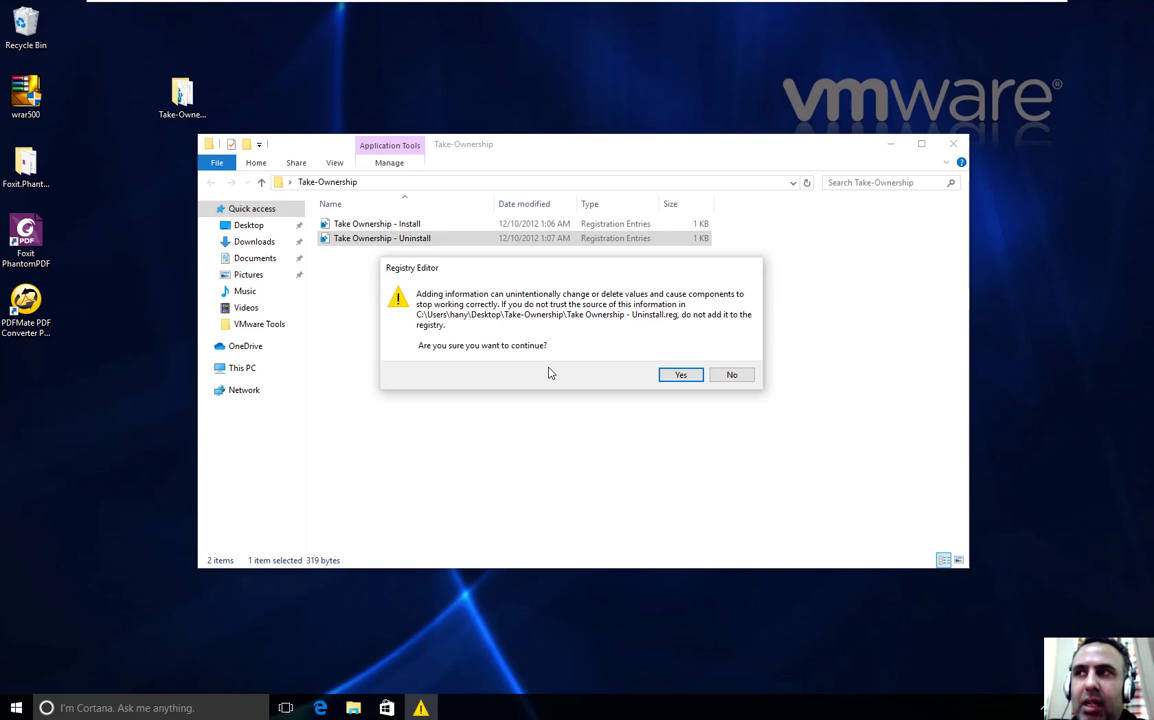 Recycle Bin
wrar500
Take-Owne...
Foxit.Phant...
PDF
Foxit
PhantomPDF
PDFMate PDF
Converter P...
vmware®
Application Tools
Take-Ownership
File
Home
Share
View
Manage
Take-Ownership
Search Take-Ownership
Name
Date modified
Type
Size
Quick access
Desktop
Downloads
Documents
Pictures
Music
Videos
VMware Tools
OneDrive
This PC
Network
Take Ownership - Install 12/10/2012 1:06 AM Registration Entries 1 KB
Take Ownership - Uninstall 12/10/2012 1:07 AM Registration Entries 1 KB
Registry Editor
Adding information can unintentionally change or delete values and cause components to
stop working correctly. If you do not trust the source of this information in
C:\Users\hany\Desktop\Take-Ownership\Take Ownership - Uninstall.reg, do not add it to the
registry.
Are you sure you want to continue?
Yes
No
2 items 1 item selected 319 bytes
I'm Cortana. Ask me anything.